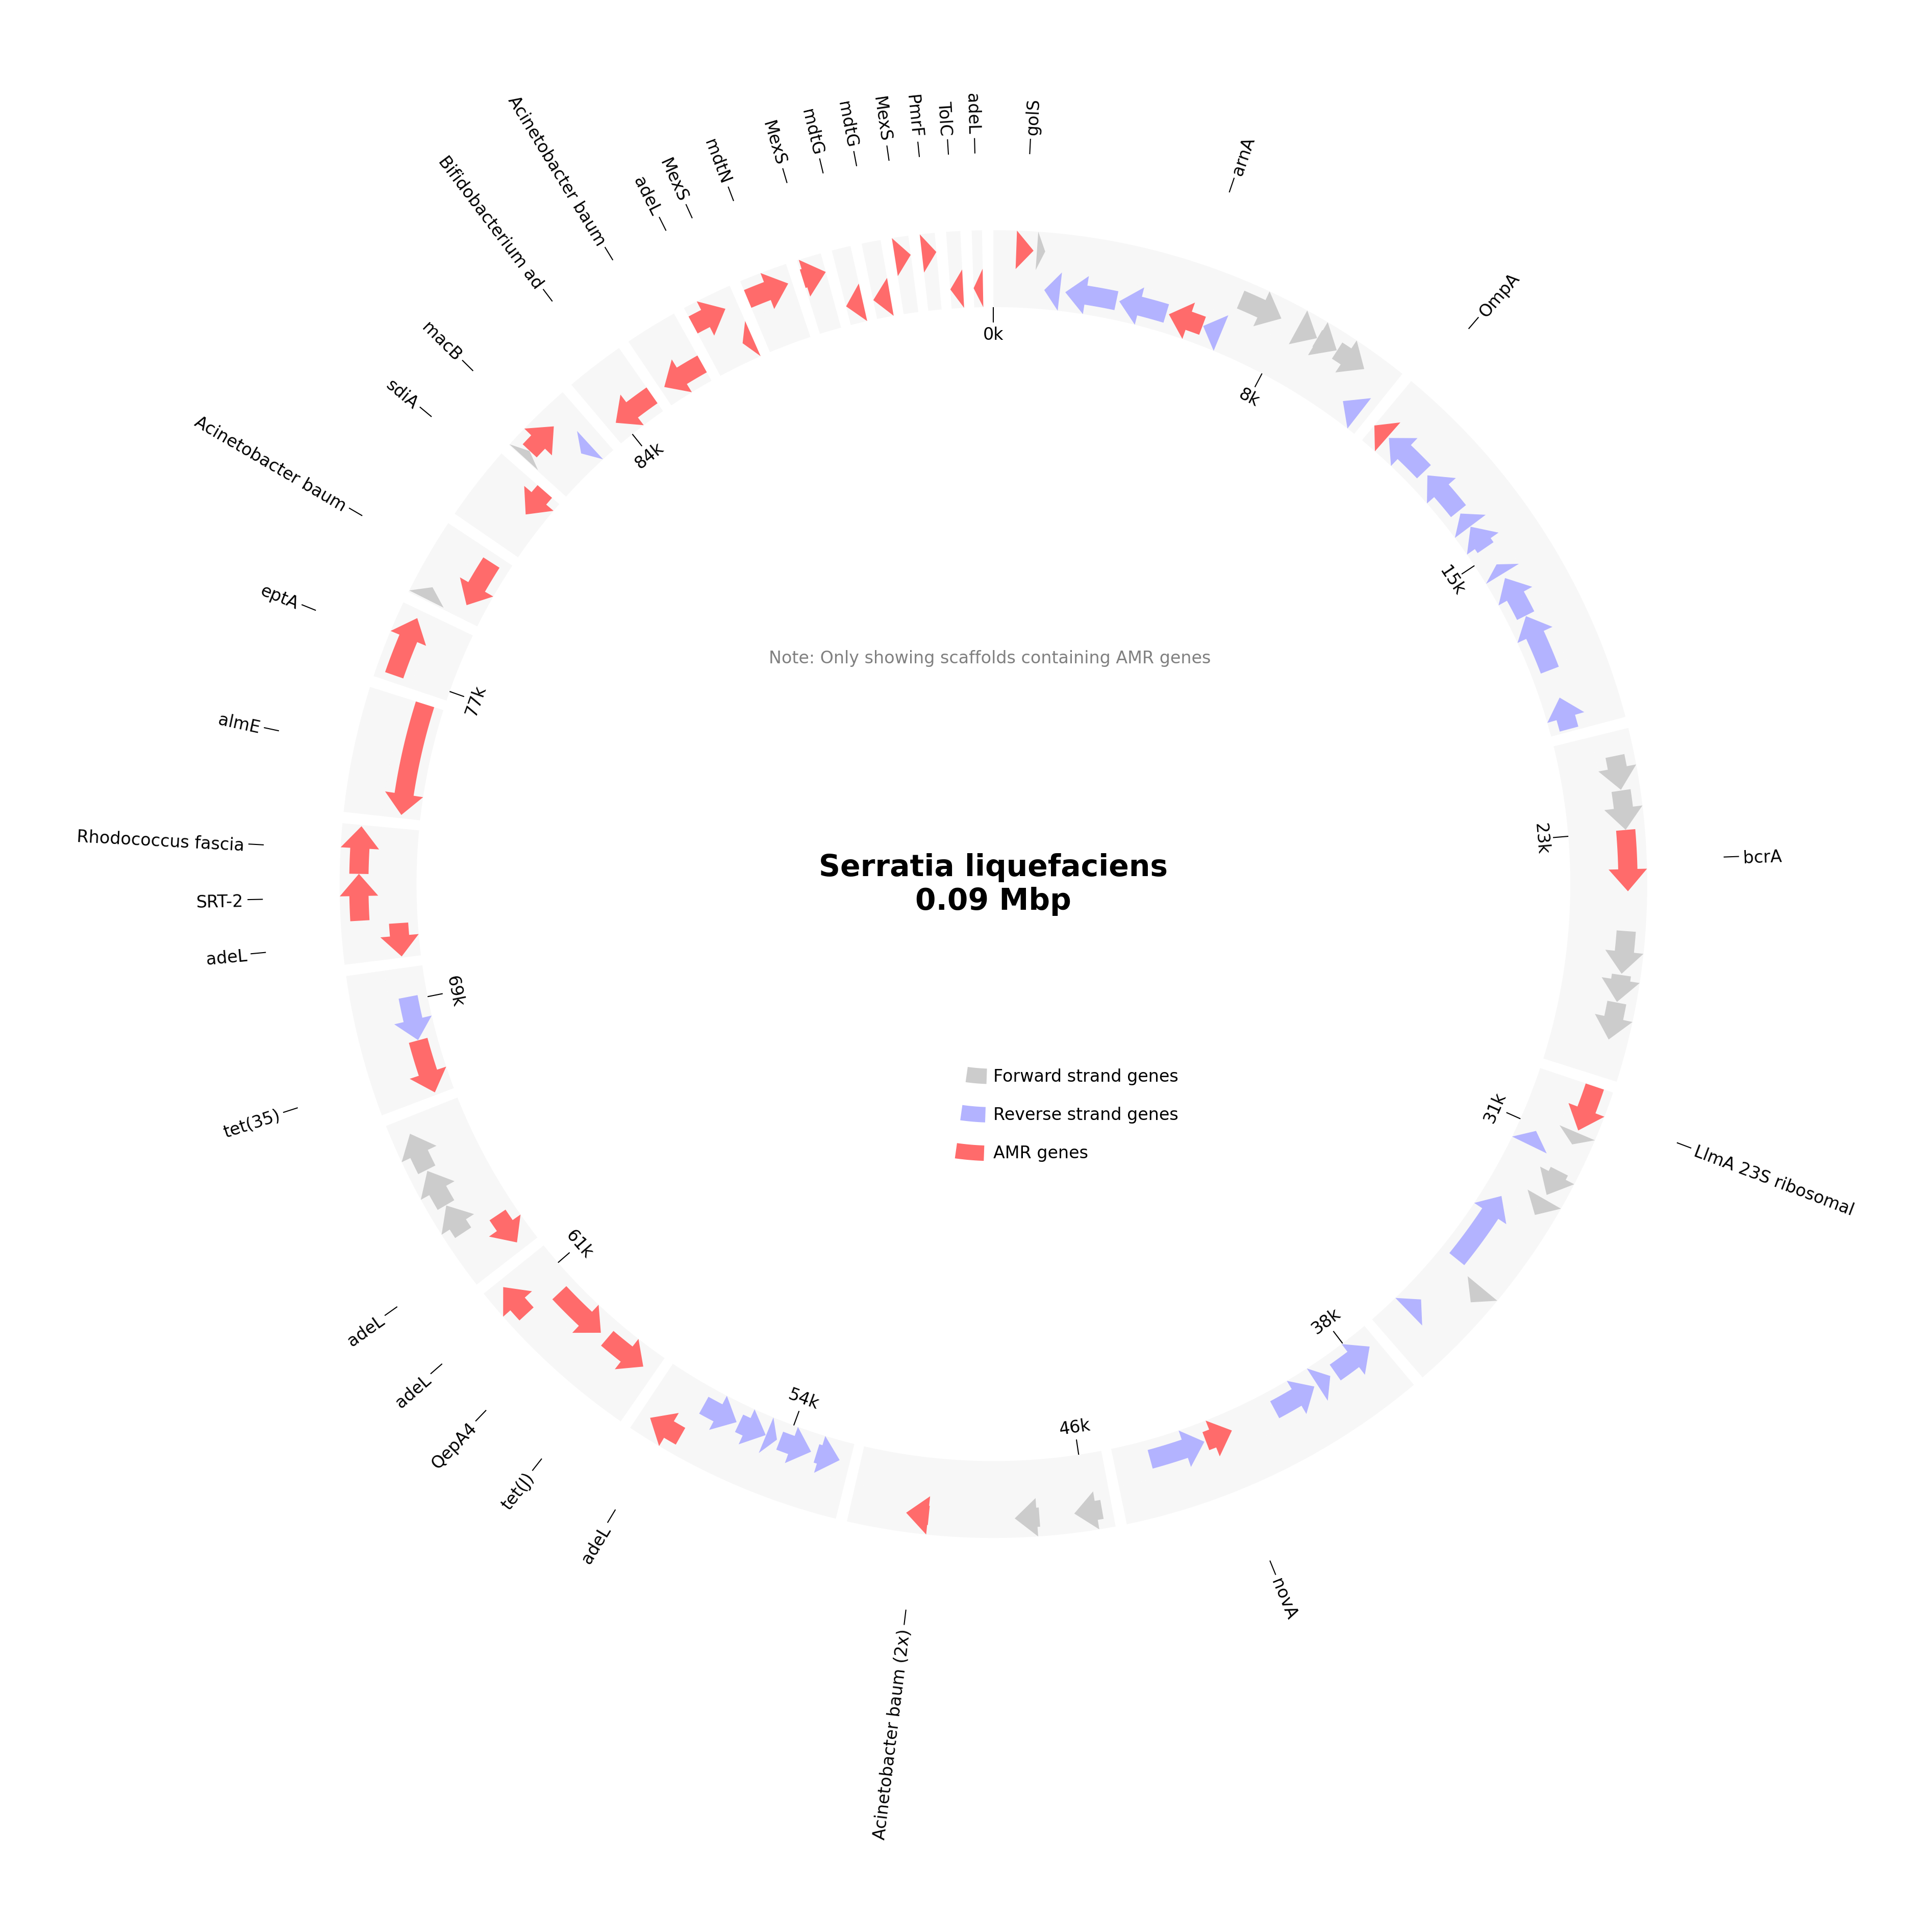 Slog
arnA
OmpA
bcrA
LlmA 23S ribosomal
novA
Acinetobacter baum (2x)
adeL
tet(J)
QepA4
adeL
adeL
tet(35)
adeL
SRT-2
Rhodococcus fascia
almE
eptA
Acinetobacter baum
sdiA
macB
Bifidobacterium ad
Acinetobacter baum
adeL
MexS
mdtN
MexS
mdtG
mdtG
MexS
PmrF
TolC
adeL
0k
8k
15k
23k
31k
38k
46k
54k
61k
69k
77k
84k
Note: Only showing scaffolds containing AMR genes
Serratia liquefaciens
0.09 Mbp
Forward strand genes
Reverse strand genes
AMR genes